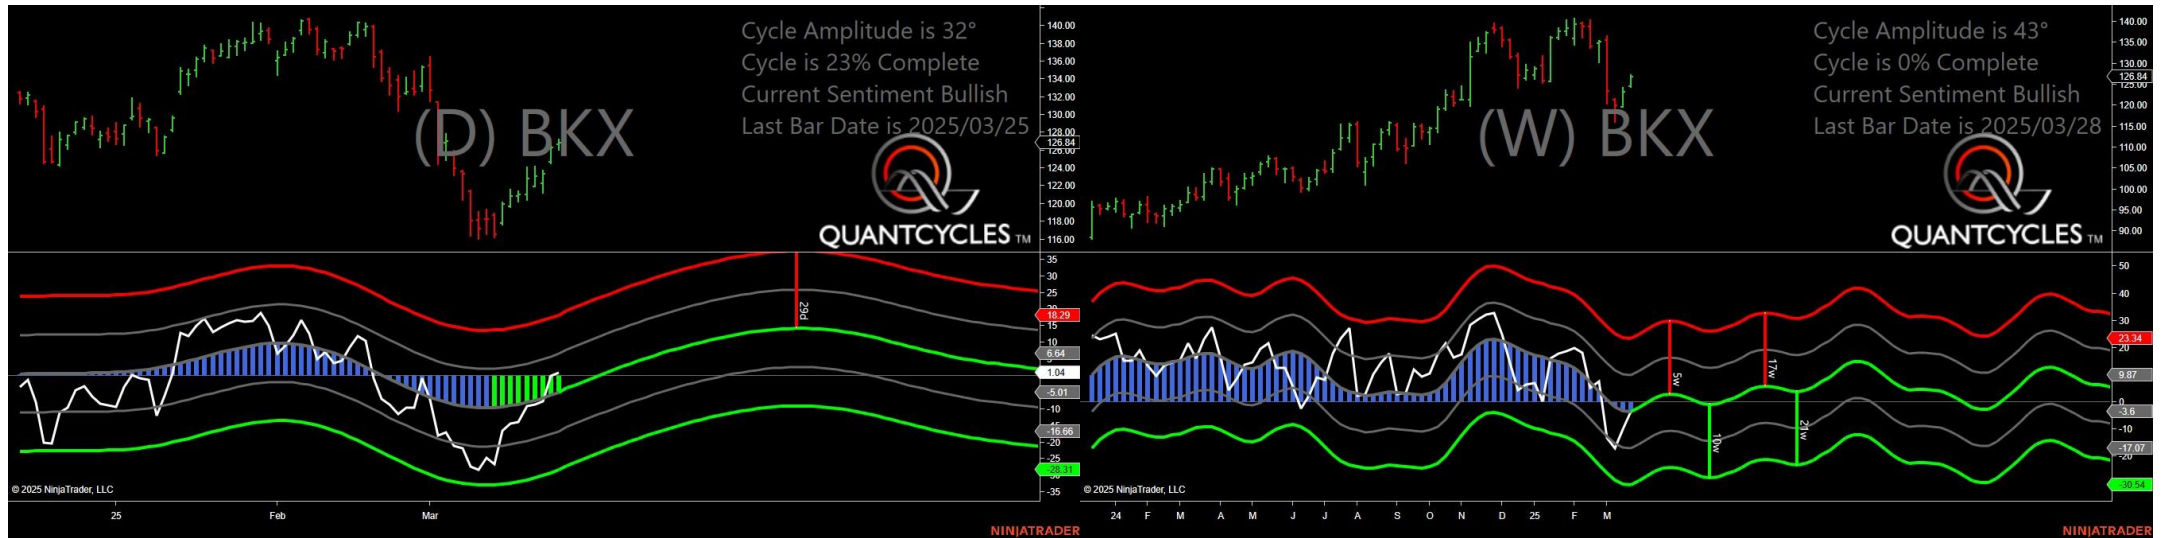 Cycle Amplitude is 32°
Cycle is 23% Complete
Current Sentiment Bullish
Last Bar Date is 2025/03/25
(D) BKX
QUANTCYCLES TM
140.00
138.00
136.00
134.00
132.00
130.00
128.00
126.84
126.00
124.00
122.00
120.00
118.00
116.00
29d
35
30
25
20
18.29
15
10
6.64
1.04
-5.01
-10
-16.66
-20
-25
-28.31
-35
© 2025 NinjaTrader, LLC
25
Feb
Mar
NINJATRADER
Cycle Amplitude is 43°
Cycle is 0% Complete
Current Sentiment Bullish
Last Bar Date is 2025/03/28
(W) BKX
QUANTCYCLES TM
140.00
135.00
130.00
126.84
125.00
120.00
115.00
110.00
105.00
100.00
95.00
90.00
5w
10w
17w
21w
50
40
30
23.34
20
9.87
0
-3.6
-10
-17.07
-20
-30.54
© 2025 NinjaTrader, LLC
24 F M A M J J A S O N D 25 F M
NINJATRADER